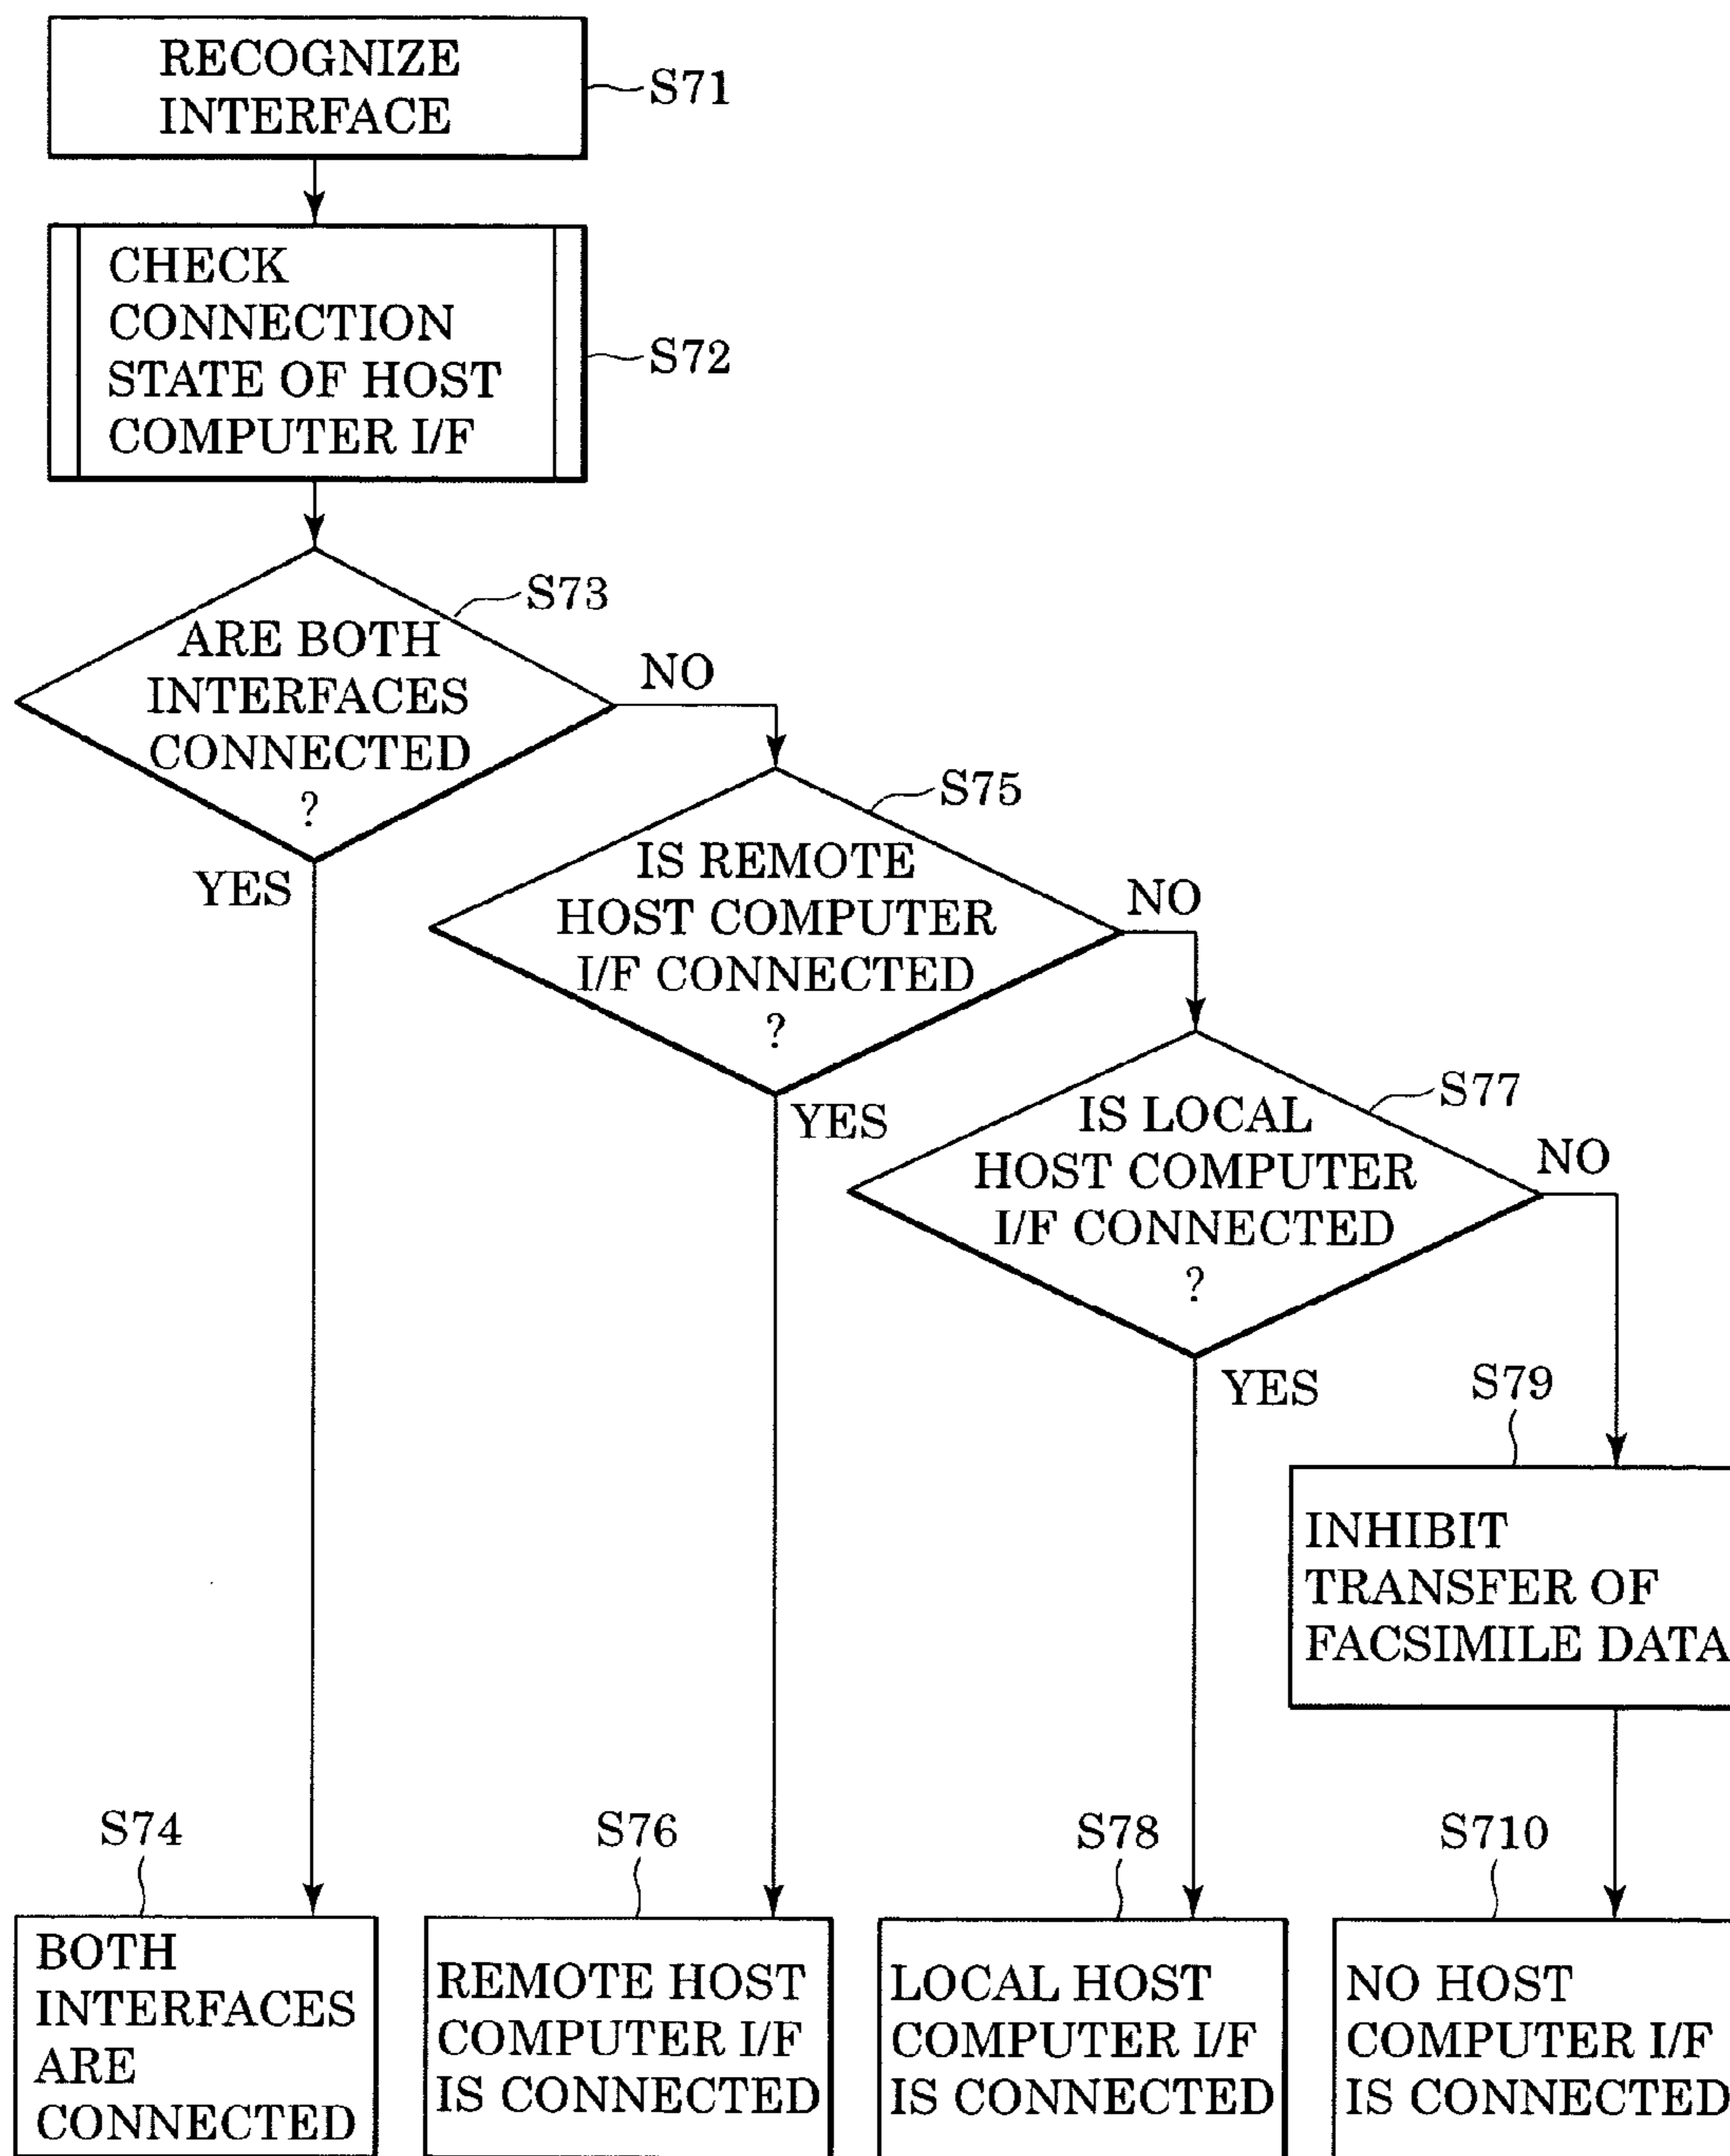 RECOGNIZE
INTERFACE
S71
CHECK
CONNECTION
STATE OF HOST
COMPUTER I/F
S72
S73
ARE BOTH
INTERFACES
CONNECTED
?
NO
YES
S75
IS REMOTE
HOST COMPUTER
I/F CONNECTED
?
NO
YES
S77
IS LOCAL
HOST COMPUTER
I/F CONNECTED
?
NO
YES
S79
INHIBIT
TRANSFER OF
FACSIMILE DATA
S74
BOTH
INTERFACES
ARE
CONNECTED
S76
REMOTE HOST
COMPUTER I/F
IS CONNECTED
S78
LOCAL HOST
COMPUTER I/F
IS CONNECTED
S710
NO HOST
COMPUTER I/F
IS CONNECTED